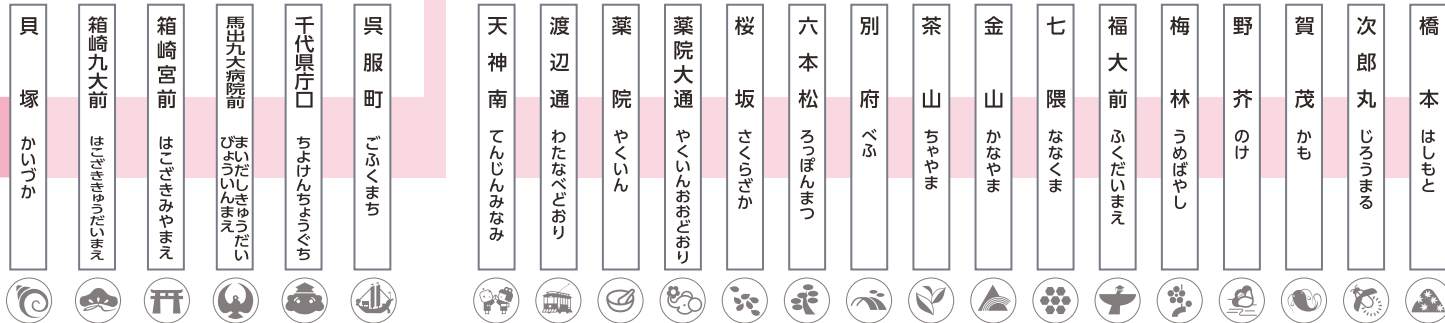 貝塚
かいづか
箱崎九大前
はこざききゅうだいまえ
箱崎宮前
はこざきみやまえ
馬出九大病院前
まいだしきゅうだい
びょういんまえ
千代県庁口
ちよけんちょうぐち
呉服町
ごふくまち
天神南
てんじんみなみ
渡辺通
わたなべどおり
薬院
やくいん
薬院大通
やくいんおおどおり
桜坂
さくらざか
六本松
ろっぽんまつ
別府
べふ
茶山
ちゃやま
金山
かなやま
七隈
ななくま
福大前
ふくだいまえ
梅林
うめばやし
野芥
のけ
賀茂
かも
次郎丸
じろうまる
橋本
はしもと